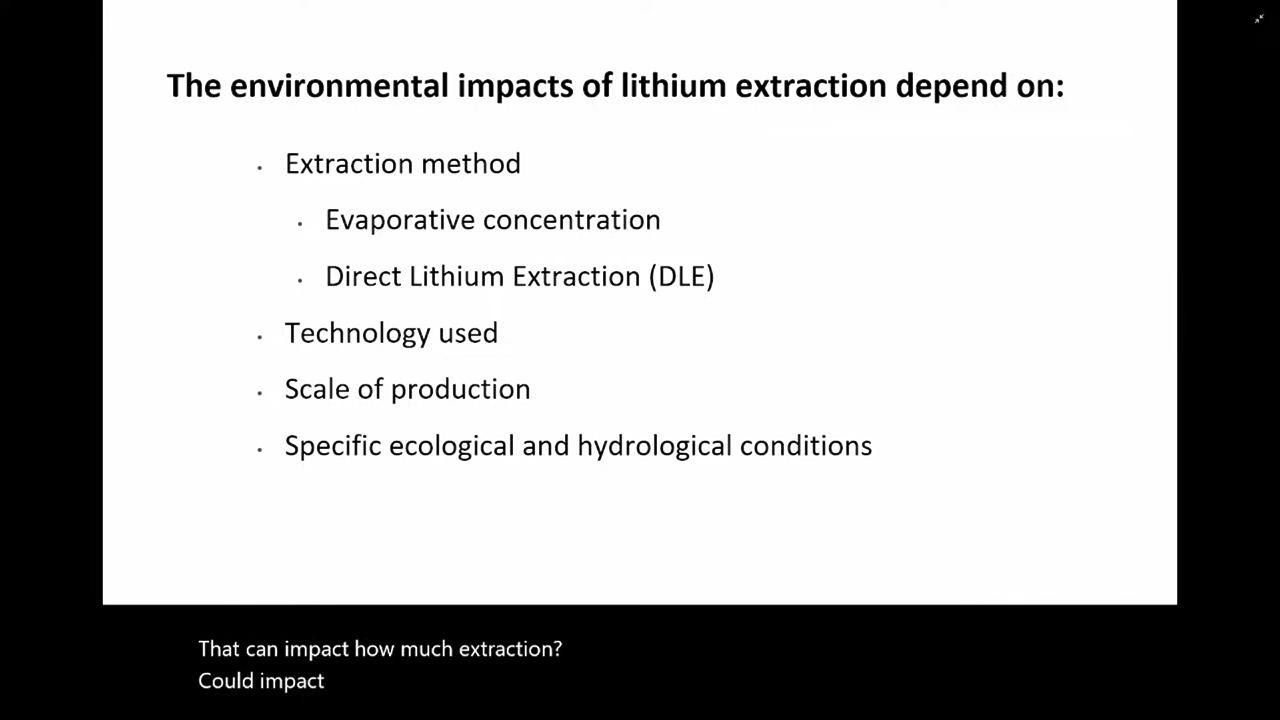 The environmental impacts of lithium extraction depend on:
• Extraction method
• Evaporative concentration
• Direct Lithium Extraction (DLE)
• Technology used
• Scale of production
• Specific ecological and hydrological conditions
That can impact how much extraction?
Could impact